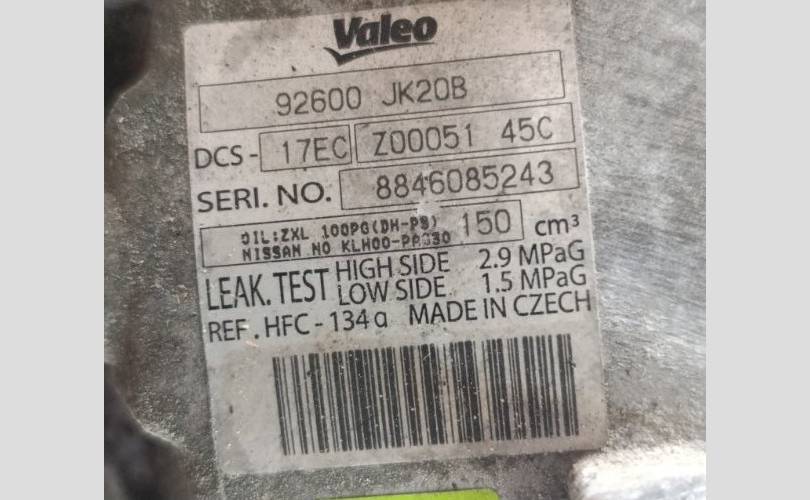 Valeo
92600 JK20B
DCS - 17EC Z00051 45C
SERI. NO. 8846085243
OIL:ZXL 100PG(DH-PS) 150 cm³
NISSAN NO KLH00-PAGS0
LEAK. TEST HIGH SIDE 2.9 MPaG
LOW SIDE 1.5 MPaG
REF. HFC - 134a MADE IN CZECH